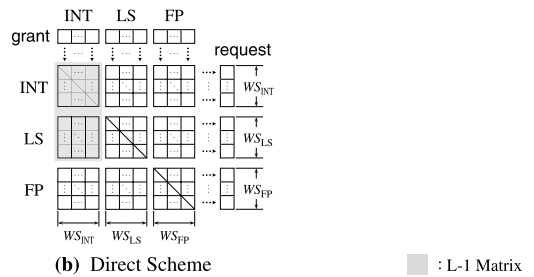 INT LS FP
grant
request
INT
WS_INT
LS
WS_LS
FP
WS_FP
WS_INT WS_LS WS_FP
(b) Direct Scheme
: L-1 Matrix